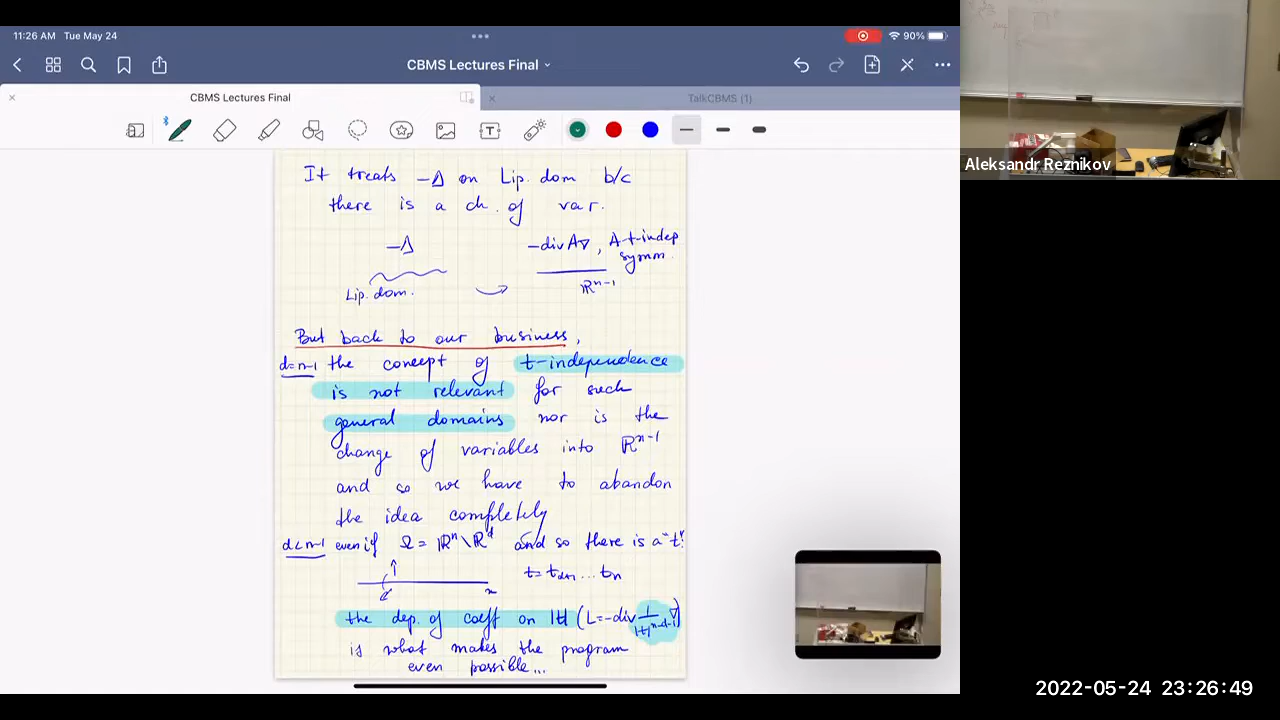 11:26 AM Tue May 24
90%
CBMS Lectures Final
CBMS Lectures Final
TalkCBMS (1)
It treats -Δ on Lip. dom b/c
there is a ch. of var.
-Δ
-div A∇, A t-indep
symm.
Lip. dom.
ℝⁿ⁻¹
But back to our business,
d=n-1 the concept of t-independence
is not relevant for such
general domains nor is the
change of variables into ℝⁿ⁻¹
and so we have to abandon
the idea completely
d<n-1 even if Ω = ℝⁿ \ ℝᵈ and so there is a "t":
t = t_{d+1} ... t_n
x
the dep. of coeff on |t| (L=-div 1/|t|^{n-d-1} ∇)
is what makes the program
even possible...
Aleksandr Reznikov
2022-05-24 23:26:49